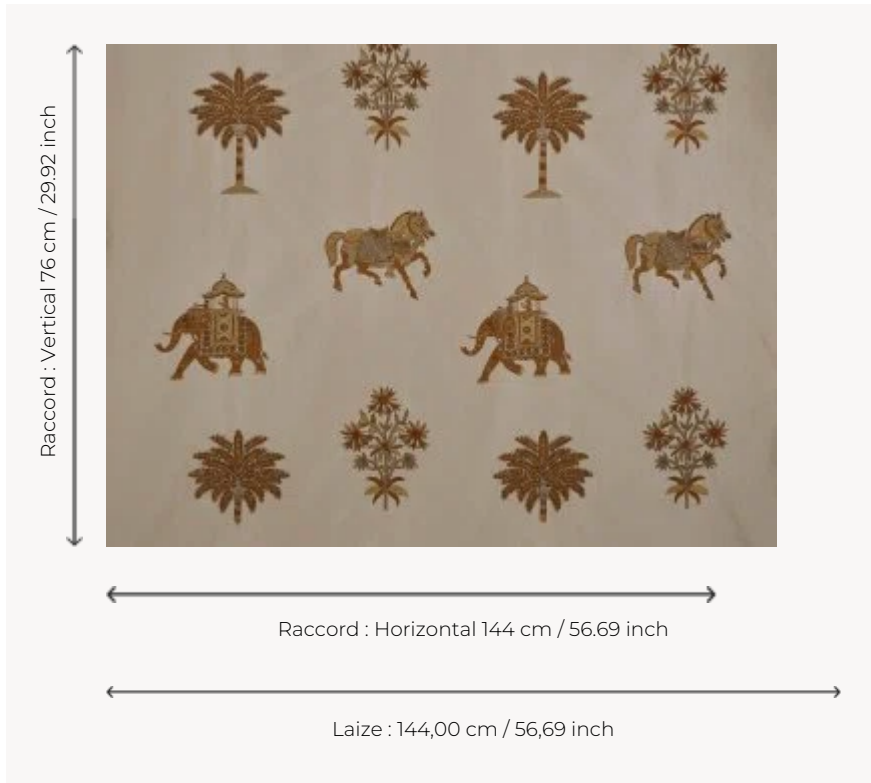 Raccord : Vertical 76 cm / 29.92 inch
Raccord : Horizontal 144 cm / 56.69 inch
Laize : 144,00 cm / 56,69 inch